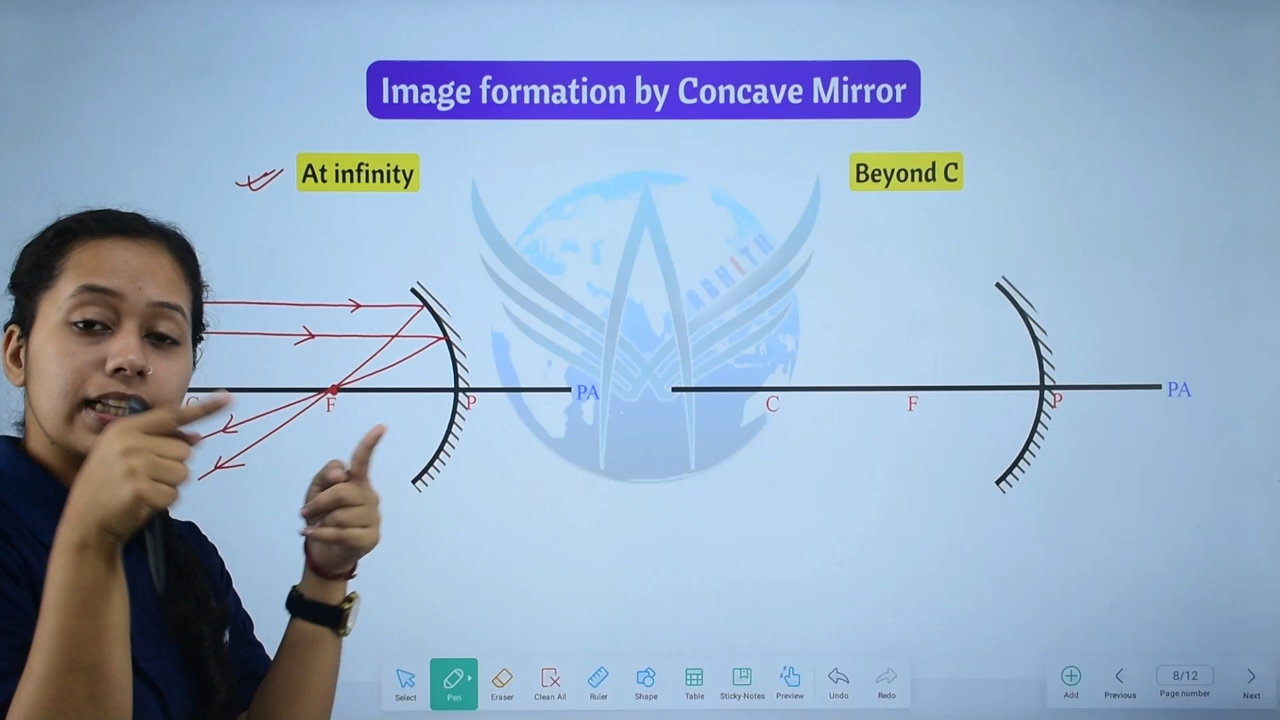 Image formation by Concave Mirror
At infinity
Beyond C
ABHITH
C
F
P
PA
C
F
P
PA
Select
Pen
Eraser
Clean All
Ruler
Shape
Table
Sticky-Notes
Preview
Undo
Redo
Add
Previous
8/12
Page number
Next